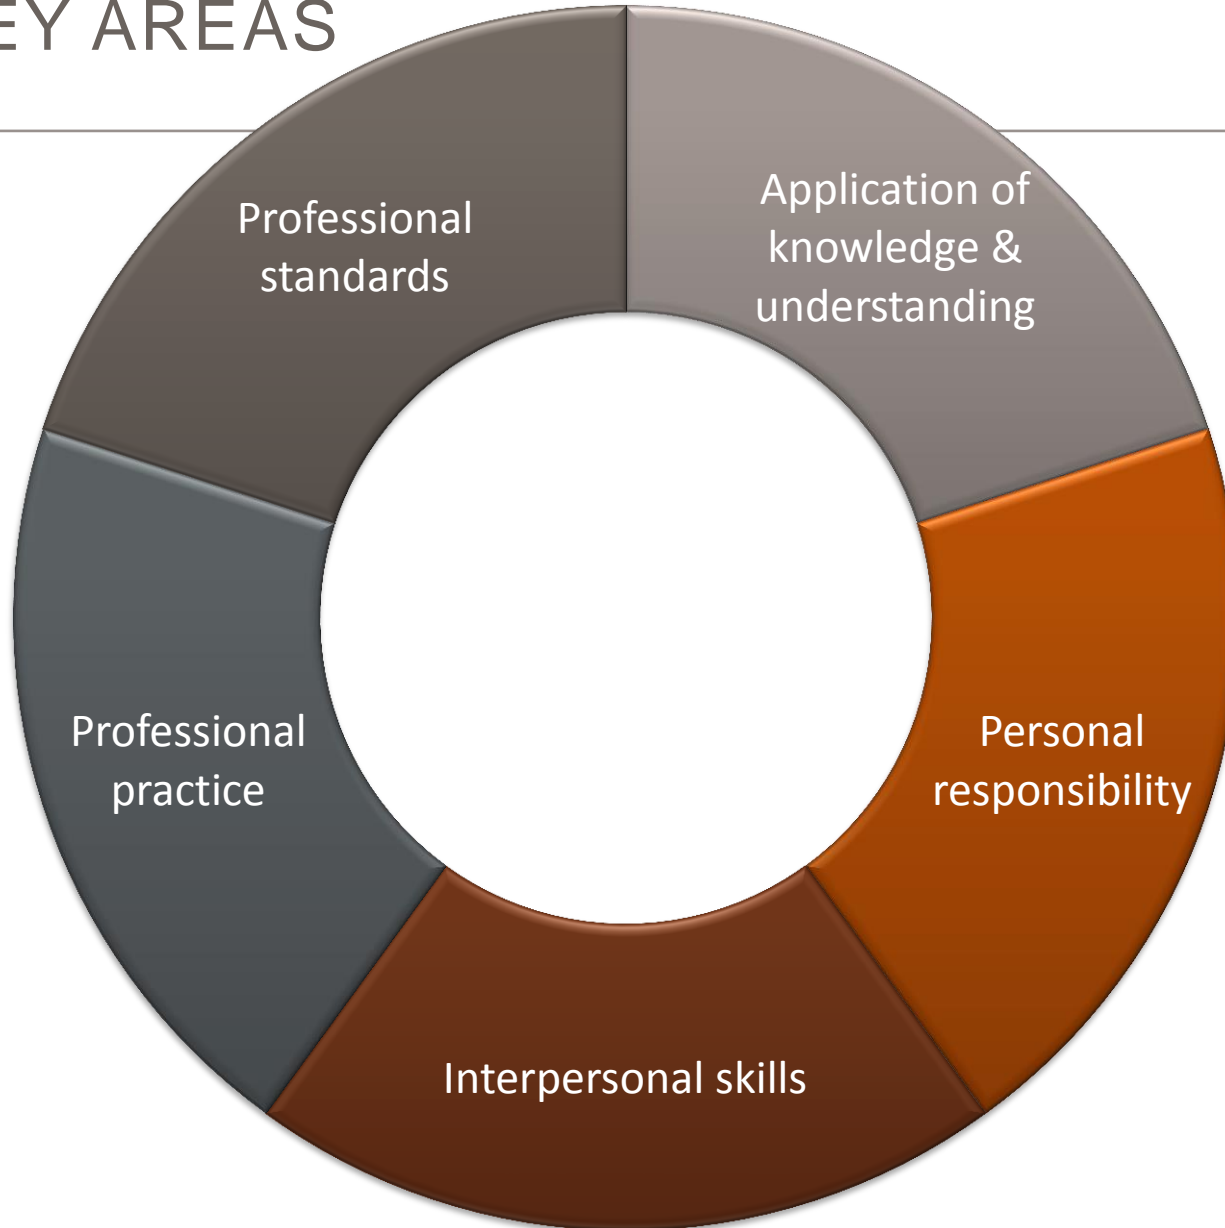 EY AREAS
Application of
knowledge &
understanding
Personal
responsibility
Interpersonal skills
Professional
practice
Professional
standards